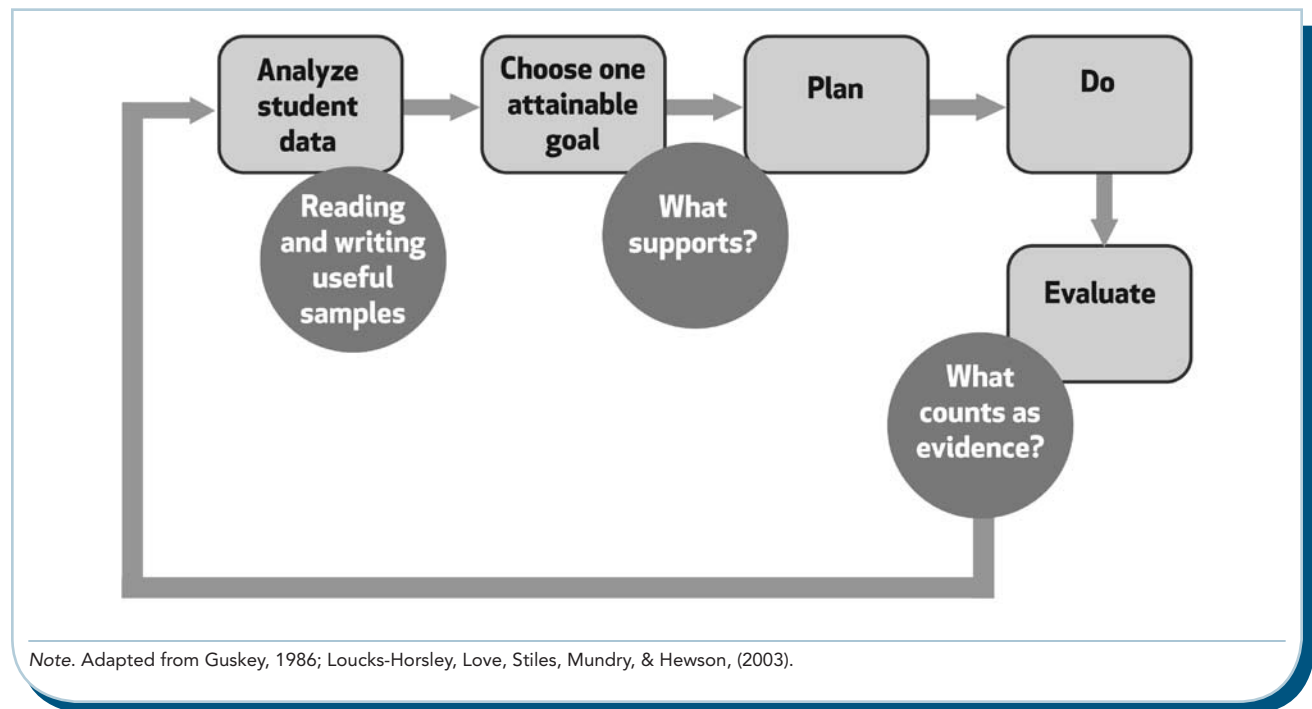 Analyze
student
data
Reading
and writing
useful
samples
Choose one
attainable
goal
What
supports?
Plan
Do
Evaluate
What
counts as
evidence?
Note. Adapted from Guskey, 1986; Loucks-Horsley, Love, Stiles, Mundry, & Hewson, (2003).